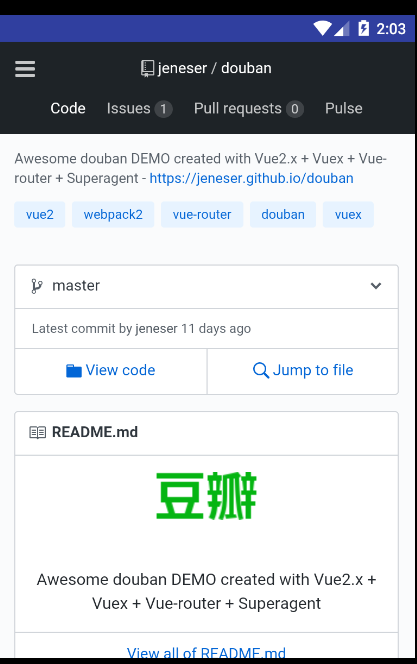 2:03
jeneser / douban
Code Issues 1 Pull requests 0 Pulse
Awesome douban DEMO created with Vue2.x + Vuex + Vue-
router + Superagent - https://jeneser.github.io/douban
vue2 webpack2 vue-router douban vuex
master
Latest commit by jeneser 11 days ago
View code Jump to file
README.md
豆瓣
Awesome douban DEMO created with Vue2.x +
Vuex + Vue-router + Superagent
View all of README.md